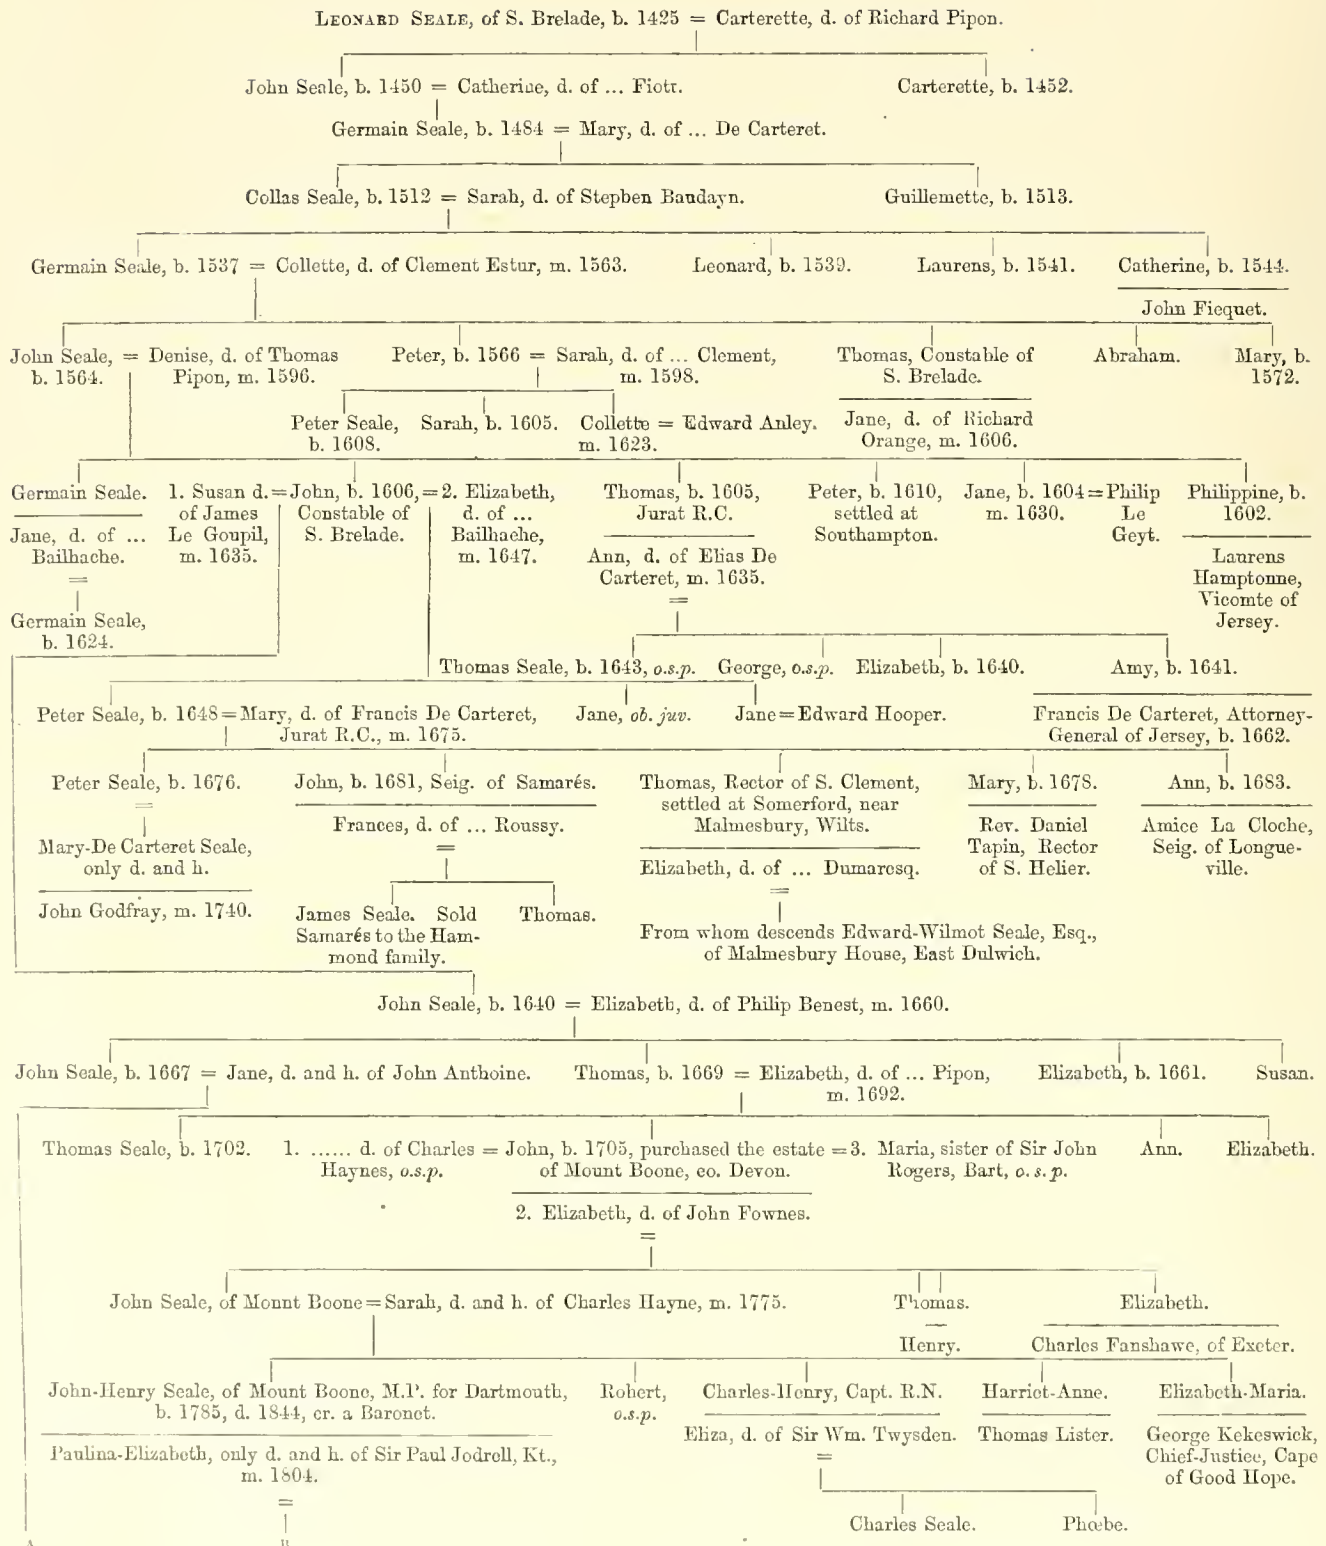 LEONARD SEALE, of S. Brelade, b. 1425 = Carterette, d. of Richard Pipon.
John Seale, b. 1450 = Catherine, d. of ... Fiott. Carterette, b. 1452.
Germain Seale, b. 1484 = Mary, d. of ... De Carteret.
Collas Seale, b. 1512 = Sarah, d. of Stephen Baudayn. Guillemette, b. 1513.
Germain Seale, b. 1537 = Collette, d. of Clement Estur, m. 1563. Leonard, b. 1539. Laurens, b. 1541. Catherine, b. 1544.
John Fiequet.
John Seale, = Denise, d. of Thomas Peter, b. 1566 = Sarah, d. of ... Clement, Thomas, Constable of Abraham. Mary, b.
b. 1564. Pipon, m. 1596. m. 1598. S. Brelade. 1572.
Peter Seale, Sarah, b. 1605. Collette = Edward Anley. Jane, d. of Richard
b. 1608. m. 1623. Orange, m. 1606.
Germain Seale. 1. Susan d. = John, b. 1606, = 2. Elizabeth, Thomas, b. 1605, Peter, b. 1610, Jane, b. 1604 = Philip Philippine, b.
Jane, d. of ... of James Constable of d. of ... Jurat R.C. settled at m. 1630. Le 1602.
Bailhache. Le Goupil, S. Brelade. Bailhache, Ann, d. of Elias De Southampton. Geyt. Laurens
= m. 1635. m. 1647. Carteret, m. 1635. Hamptonne,
Germain Seale, = Vicomte of
b. 1624. Jersey.
Thomas Seale, b. 1643, o.s.p. George, o.s.p. Elizabeth, b. 1640. Amy, b. 1641.
Peter Seale, b. 1648 = Mary, d. of Francis De Carteret, Jane, ob. juv. Jane = Edward Hooper. Francis De Carteret, Attorney-
Jurat R.C., m. 1675. General of Jersey, b. 1662.
Peter Seale, b. 1676. John, b. 1681, Seig. of Samarés. Thomas, Rector of S. Clement, Mary, b. 1678. Ann, b. 1683.
= settled at Somerford, near
Frances, d. of ... Roussy. Malmesbury, Wilts. Rev. Daniel Amice La Cloche,
Mary-De Carteret Seale, = Tapin, Rector Seig. of Longue-
only d. and h. Elizabeth, d. of ... Dumaresq. of S. Helier. ville.
=
John Godfray, m. 1740. James Seale. Sold Thomas.
Samarés to the Ham- From whom descends Edward-Wilmot Seale, Esq.,
mond family. of Malmesbury House, East Dulwich.
John Seale, b. 1640 = Elizabeth, d. of Philip Benest, m. 1660.
John Seale, b. 1667 = Jane, d. and h. of John Anthoine. Thomas, b. 1669 = Elizabeth, d. of ... Pipon, Elizabeth, b. 1661. Susan.
m. 1692.
Thomas Seale, b. 1702. 1. ...... d. of Charles = John, b. 1705, purchased the estate = 3. Maria, sister of Sir John Ann. Elizabeth.
Haynes, o.s.p. of Mount Boone, co. Devon. Rogers, Bart, o.s.p.
2. Elizabeth, d. of John Fownes.
=
John Seale, of Mount Boone = Sarah, d. and h. of Charles Hayne, m. 1775. Thomas. Elizabeth.
Henry. Charles Fanshawe, of Exeter.
John-Henry Seale, of Mount Boone, M.P. for Dartmouth, Robert, Charles-Henry, Capt. R.N. Harriot-Anne. Elizabeth-Maria.
b. 1785, d. 1844, cr. a Baronet. o.s.p.
Eliza, d. of Sir Wm. Twysden. Thomas Lister. George Kekeswick,
Paulina-Elizabeth, only d. and h. of Sir Paul Jodrell, Kt., = Chief-Justice, Cape
m. 1804. of Good Hope.
=
Charles Seale. Phœbe.
A B